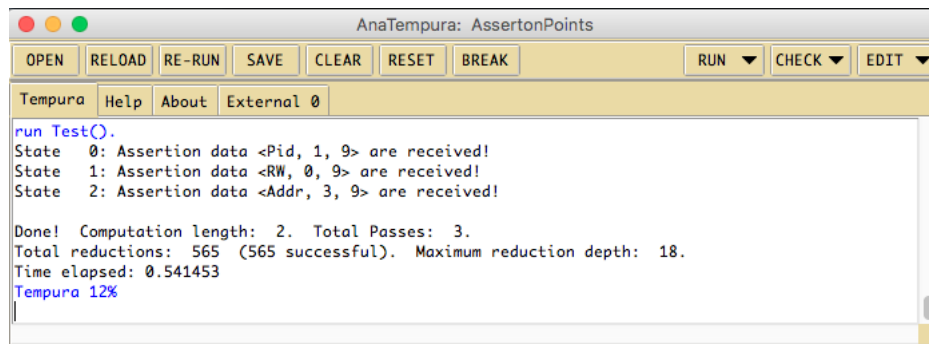 AnaTempura: AssertonPoints
OPEN RELOAD RE-RUN SAVE CLEAR RESET BREAK RUN CHECK EDIT
Tempura Help About External 0
run Test().
State 0: Assertion data <Pid, 1, 9> are received!
State 1: Assertion data <RW, 0, 9> are received!
State 2: Assertion data <Addr, 3, 9> are received!
Done! Computation length: 2. Total Passes: 3.
Total reductions: 565 (565 successful). Maximum reduction depth: 18.
Time elapsed: 0.541453
Tempura 12%